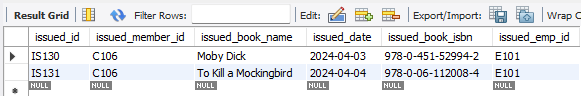 Result Grid Filter Rows: Edit: Export/Import: Wrap C
issued_id issued_member_id issued_book_name issued_date issued_book_isbn issued_emp_id
IS130 C106 Moby Dick 2024-04-03 978-0-451-52994-2 E101
IS131 C106 To Kill a Mockingbird 2024-04-04 978-0-06-112008-4 E101
NULL NULL NULL NULL NULL NULL